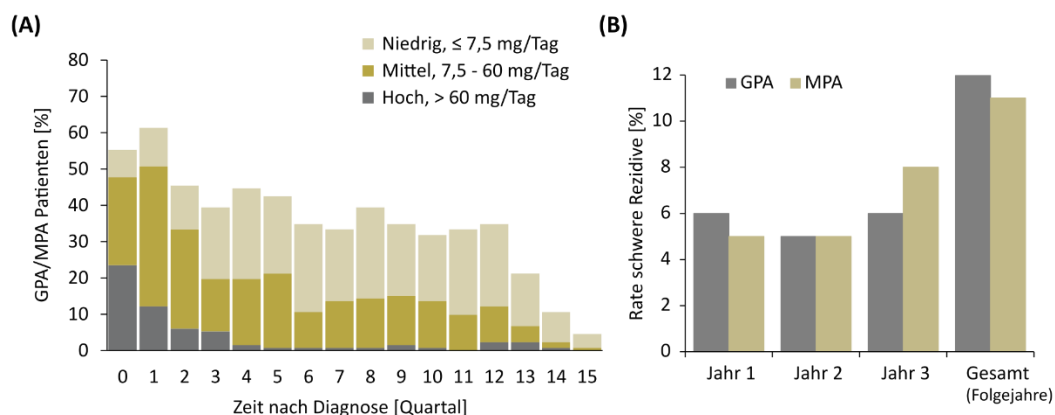 (A)
Niedrig, ≤ 7,5 mg/Tag
Mittel, 7,5 - 60 mg/Tag
Hoch, > 60 mg/Tag
GPA/MPA Patienten [%]
80
70
60
50
40
30
20
10
0
0 1 2 3 4 5 6 7 8 9 10 11 12 13 14 15
Zeit nach Diagnose [Quartal]
(B)
GPA MPA
Rate schwere Rezidive [%]
12
10
8
6
4
2
0
Jahr 1 Jahr 2 Jahr 3 Gesamt
(Folgejahre)